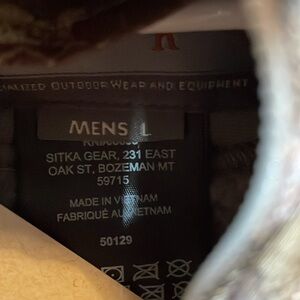 OUTDOOR WEAR AND EQUIPMENT
MENS L
SITKA GEAR, 231 EAST
OAK ST, BOZEMAN MT
59715
MADE IN VIETNAM
FABRIQUÉ AU VIETNAM
50129